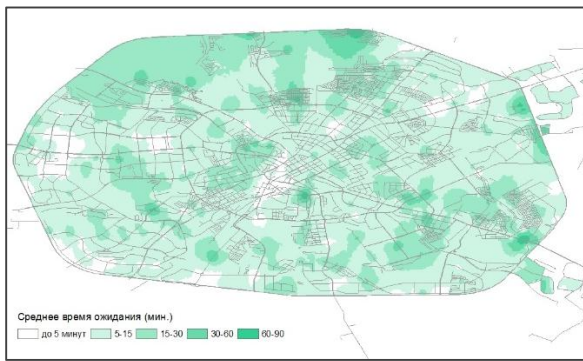 Среднее время ожидания (мин.)
до 5 минут 5-15 15-30 30-60 60-90